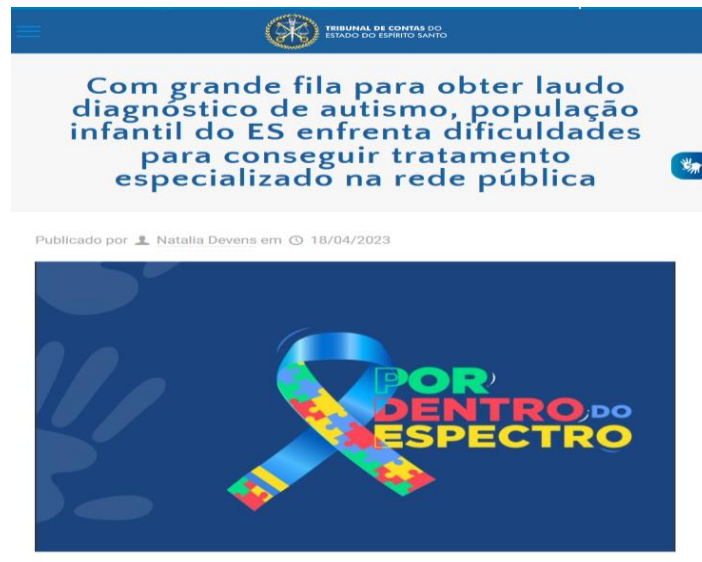 TRIBUNAL DE CONTAS DO
ESTADO DO ESPÍRITO SANTO
Com grande fila para obter laudo
diagnóstico de autismo, população
infantil do ES enfrenta dificuldades
para conseguir tratamento
especializado na rede pública
Publicado por Natalia Devens em 18/04/2023
POR
DENTRO DO
ESPECTRO